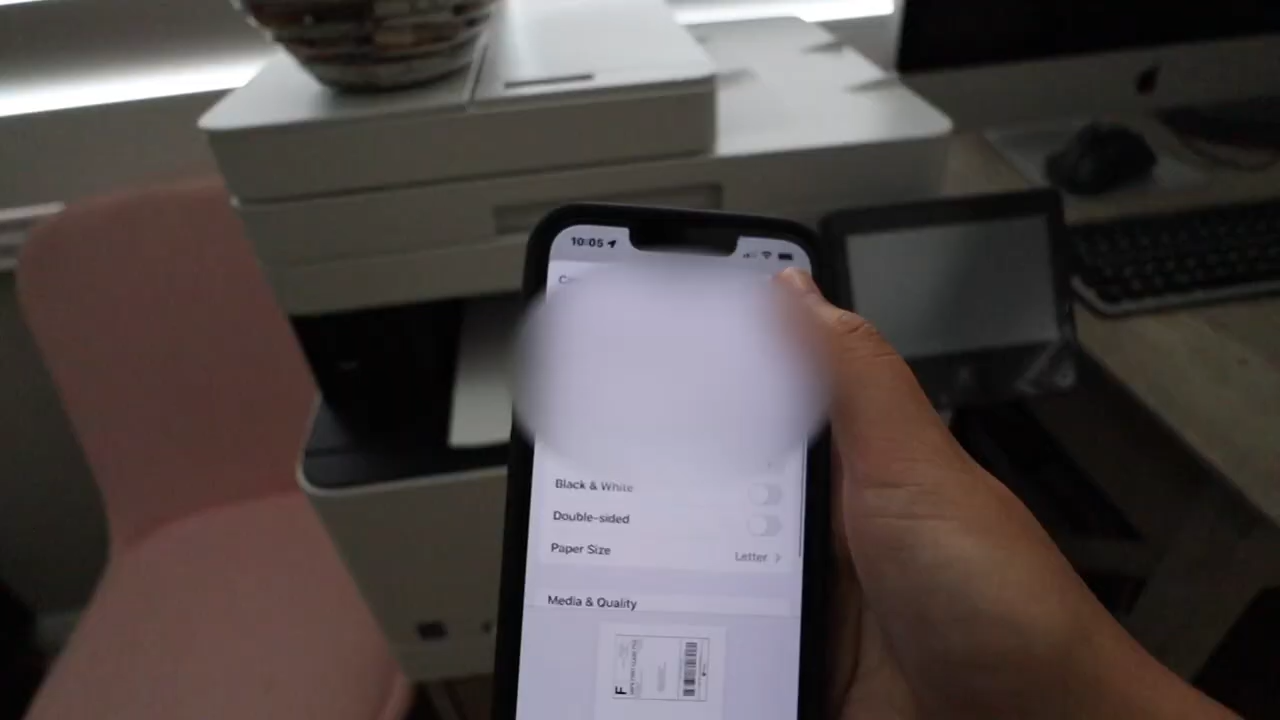 10:05
Black & White
Double-sided
Paper Size
Letter
Media & Quality
F